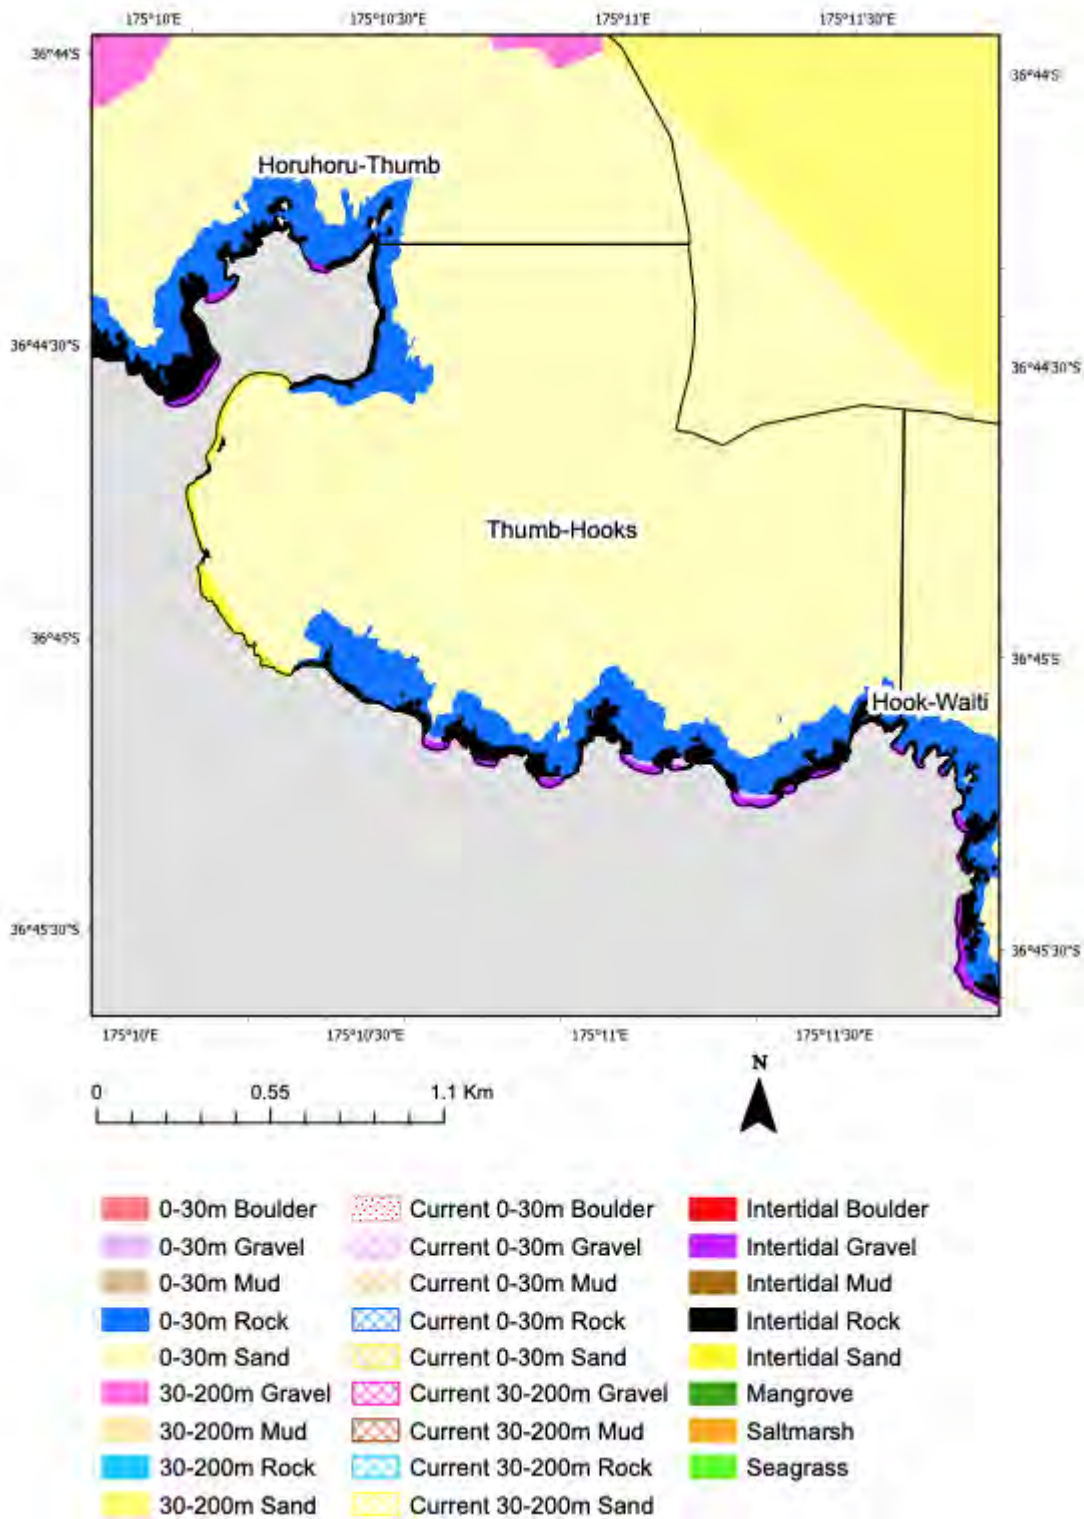 175°10'E 175°10'30"E 175°11'E 175°11'30"E
36°44'S
36°44'S
Horuhoru-Thumb
36°44'30"S
36°44'30"S
Thumb-Hooks
36°45'S
36°45'S
Hook-Waiti
36°45'30"S
36°45'30"S
175°10'E 175°10'30"E 175°11'E 175°11'30"E
N
0 0.55 1.1 Km
0-30m Boulder Current 0-30m Boulder Intertidal Boulder
0-30m Gravel Current 0-30m Gravel Intertidal Gravel
0-30m Mud Current 0-30m Mud Intertidal Mud
0-30m Rock Current 0-30m Rock Intertidal Rock
0-30m Sand Current 0-30m Sand Intertidal Sand
30-200m Gravel Current 30-200m Gravel Mangrove
30-200m Mud Current 30-200m Mud Saltmarsh
30-200m Rock Current 30-200m Rock Seagrass
30-200m Sand Current 30-200m Sand